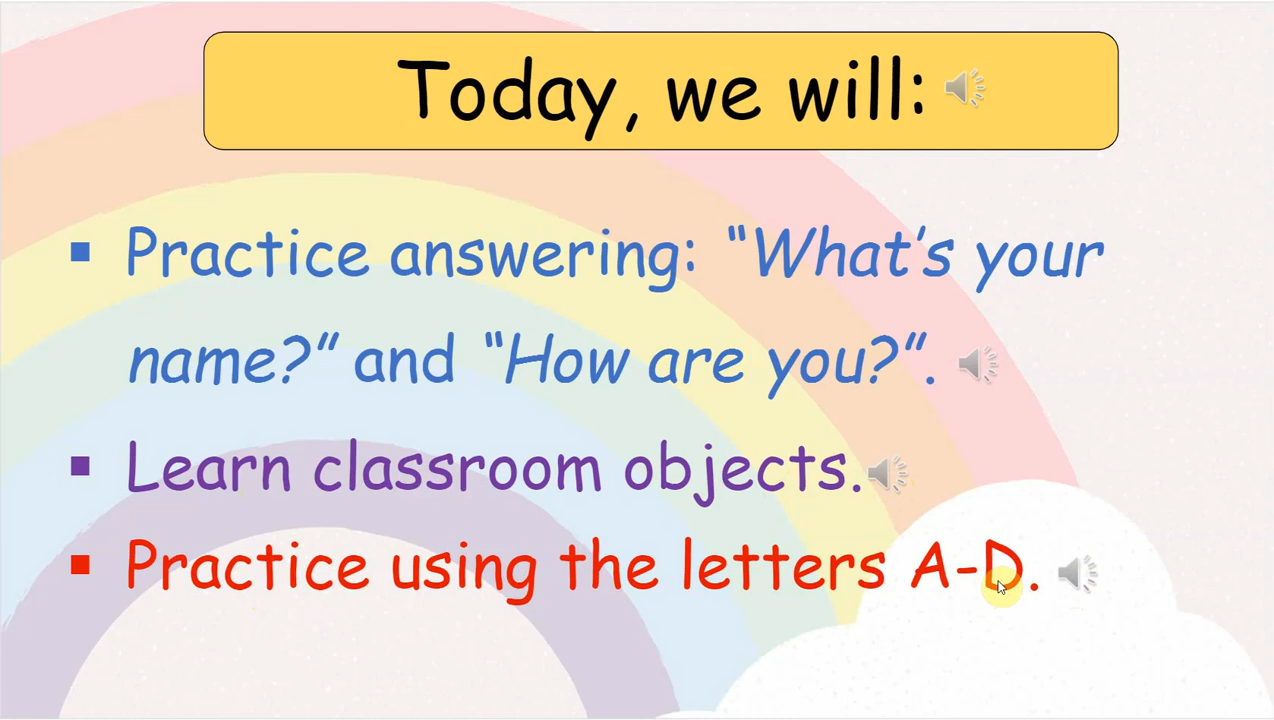 Today, we will:
▪ Practice answering: “What’s your
name?” and “How are you?”.
▪ Learn classroom objects.
▪ Practice using the letters A-D.